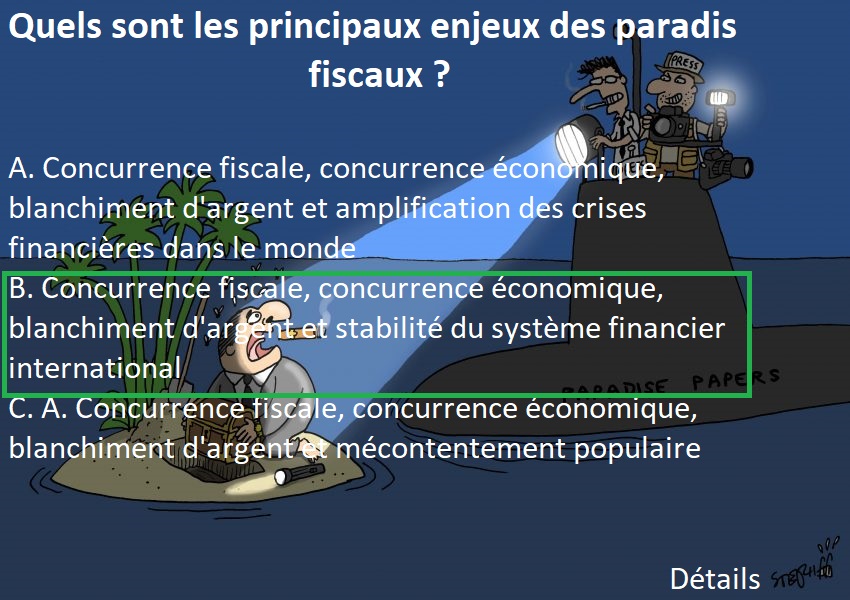 Quels sont les principaux enjeux des paradis
fiscaux ?
PRESS
A. Concurrence fiscale, concurrence économique,
blanchiment d'argent et amplification des crises
financières dans le monde
B. Concurrence fiscale, concurrence économique,
blanchiment d'argent et stabilité du système financier
international
PARADISE PAPERS
C. A. Concurrence fiscale, concurrence économique,
blanchiment d'argent et mécontentement populaire
Détails